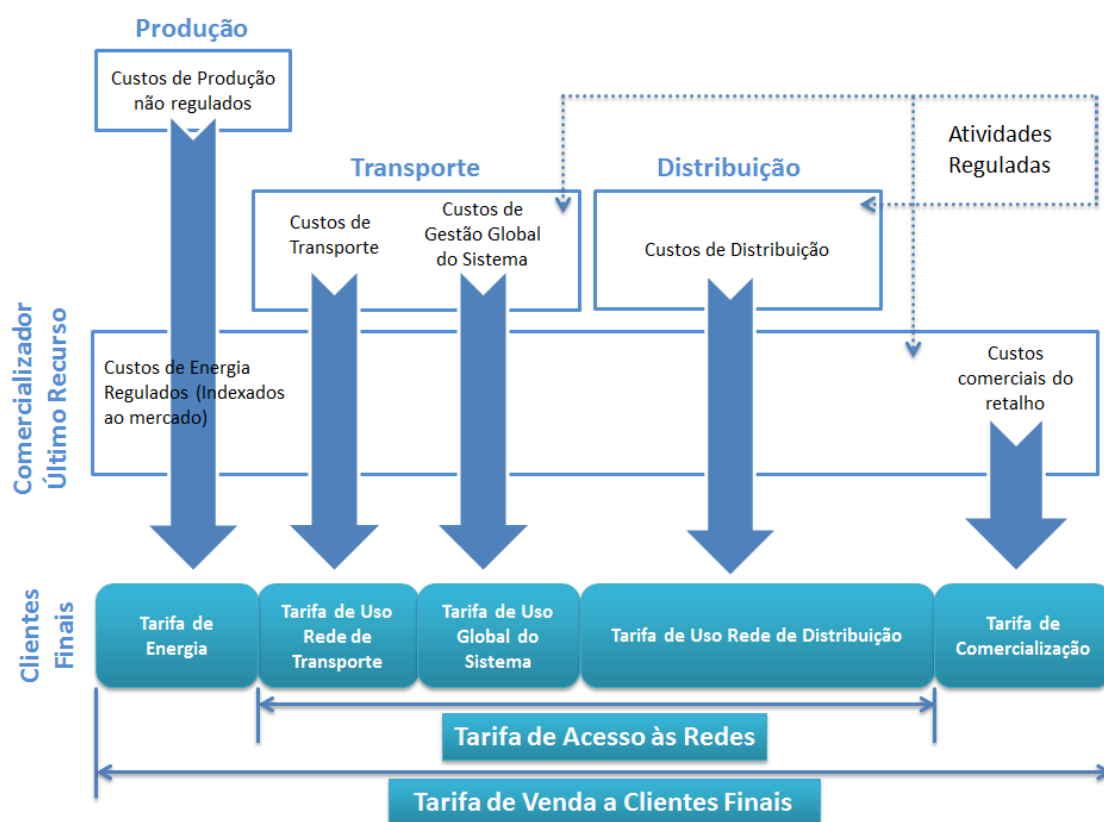 Produção
Custos de Produção
não regulados
Atividades
Reguladas
Transporte
Distribuição
Custos de
Transporte
Custos de
Gestão Global
do Sistema
Custos de Distribuição
Comercializador
Último Recurso
Custos de Energia
Regulados (Indexados
ao mercado)
Custos
comerciais do
retalho
Clientes
Finais
Tarifa de
Energia
Tarifa de Uso
Rede de
Transporte
Tarifa de Uso
Global do
Sistema
Tarifa de Uso Rede de Distribuição
Tarifa de
Comercialização
Tarifa de Acesso às Redes
Tarifa de Venda a Clientes Finais